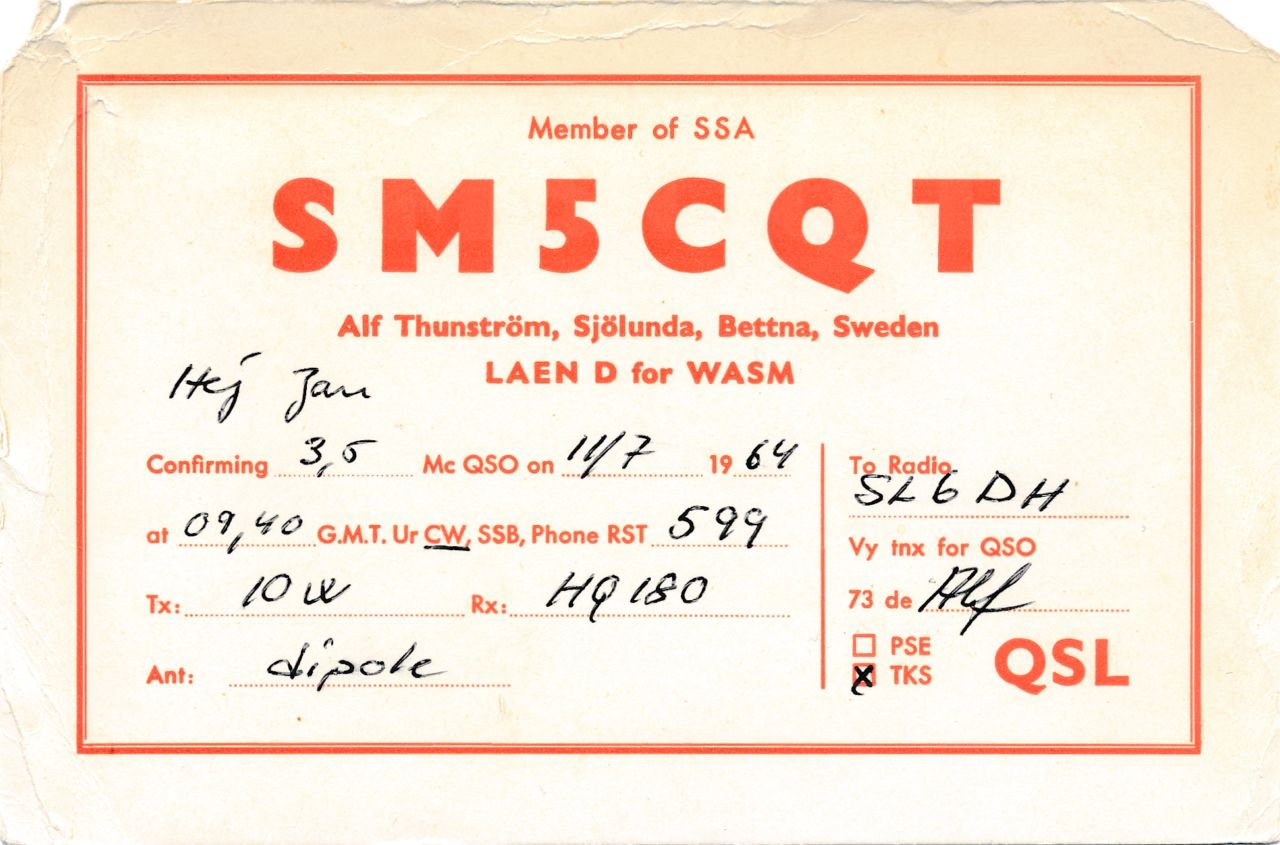 Member of SSA
SM5CQT
Alf Thunström, Sjölunda, Bettna, Sweden
LAEN D for WASM
Hej Jan
Confirming 3,5 Mc QSO on 11/7 1964
at 09,40 G.M.T. Ur CW, SSB, Phone RST 599
Tx: 10 W Rx: HQ 180
Ant: dipole
To Radio
SL6DH
Vy tnx for QSO
73 de Alf
PSE
X TKS
QSL